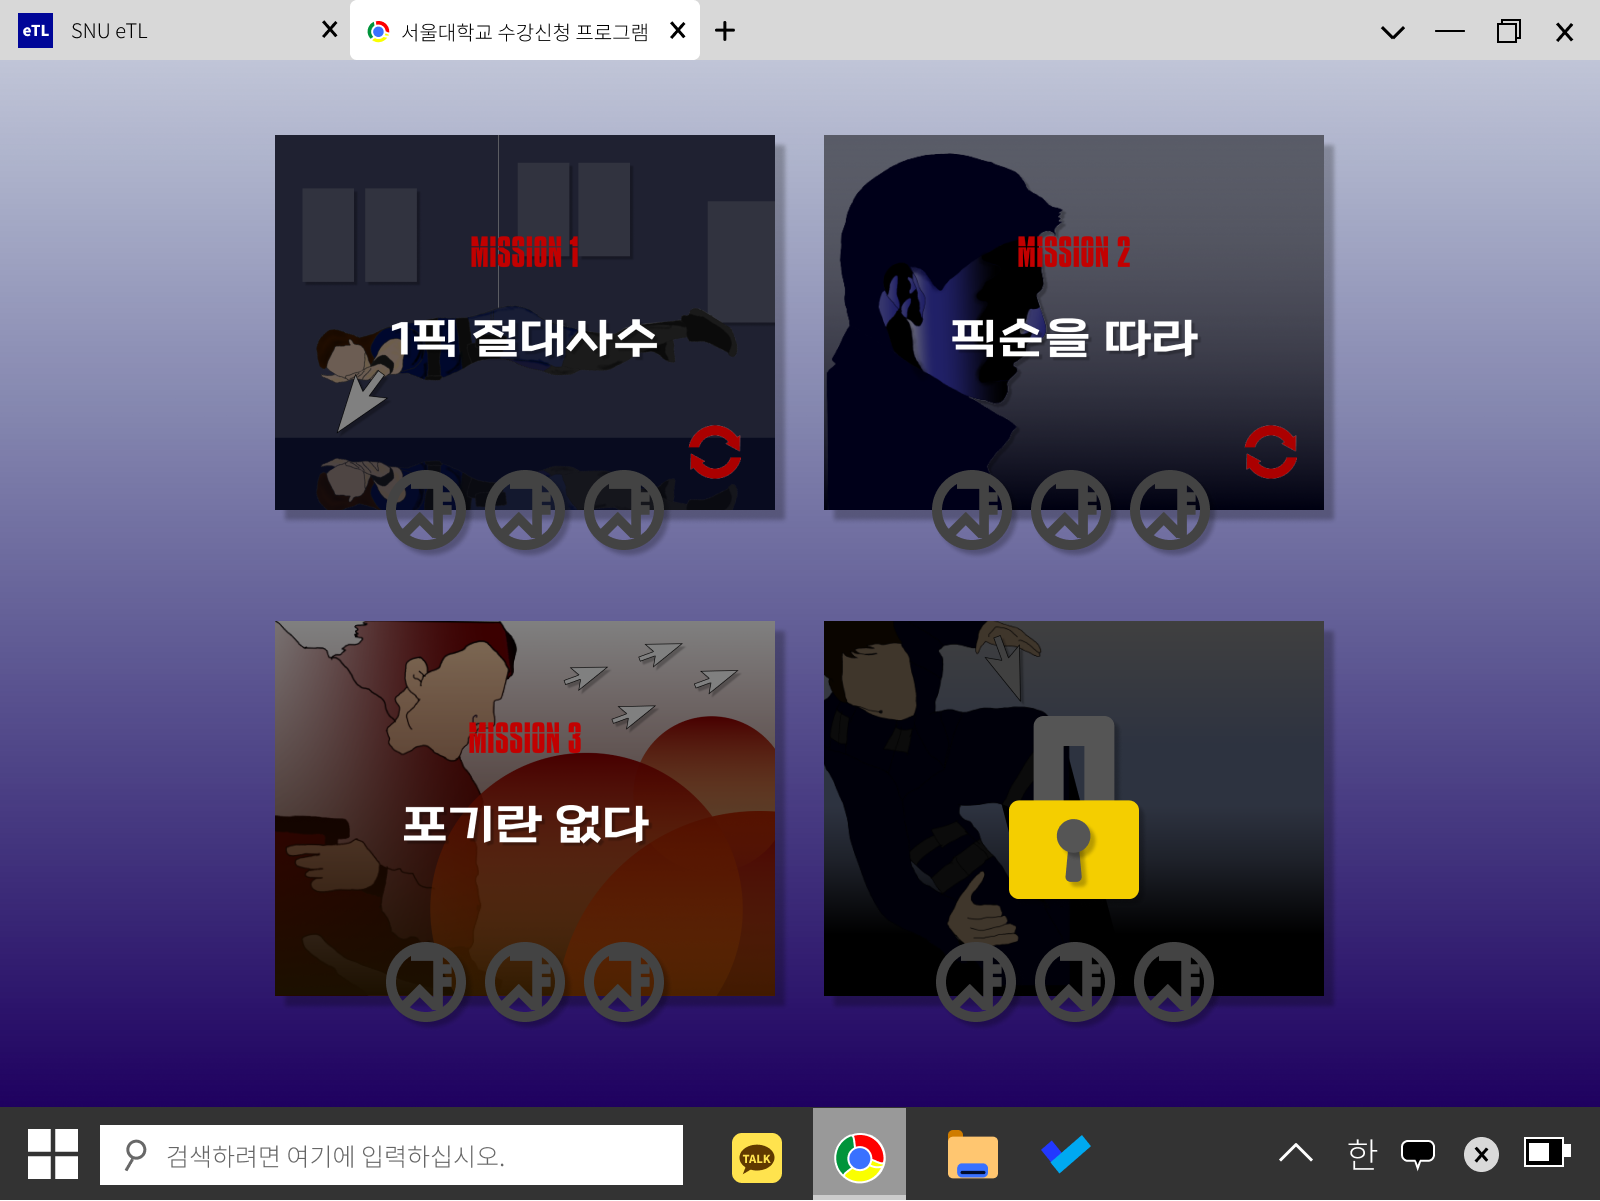 eTL SNU eTL
서울대학교 수강신청 프로그램
MISSION 1
1픽 절대사수
MISSION 2
픽순을 따라
MISSION 3
포기란 없다
검색하려면 여기에 입력하십시오.
TALK
한